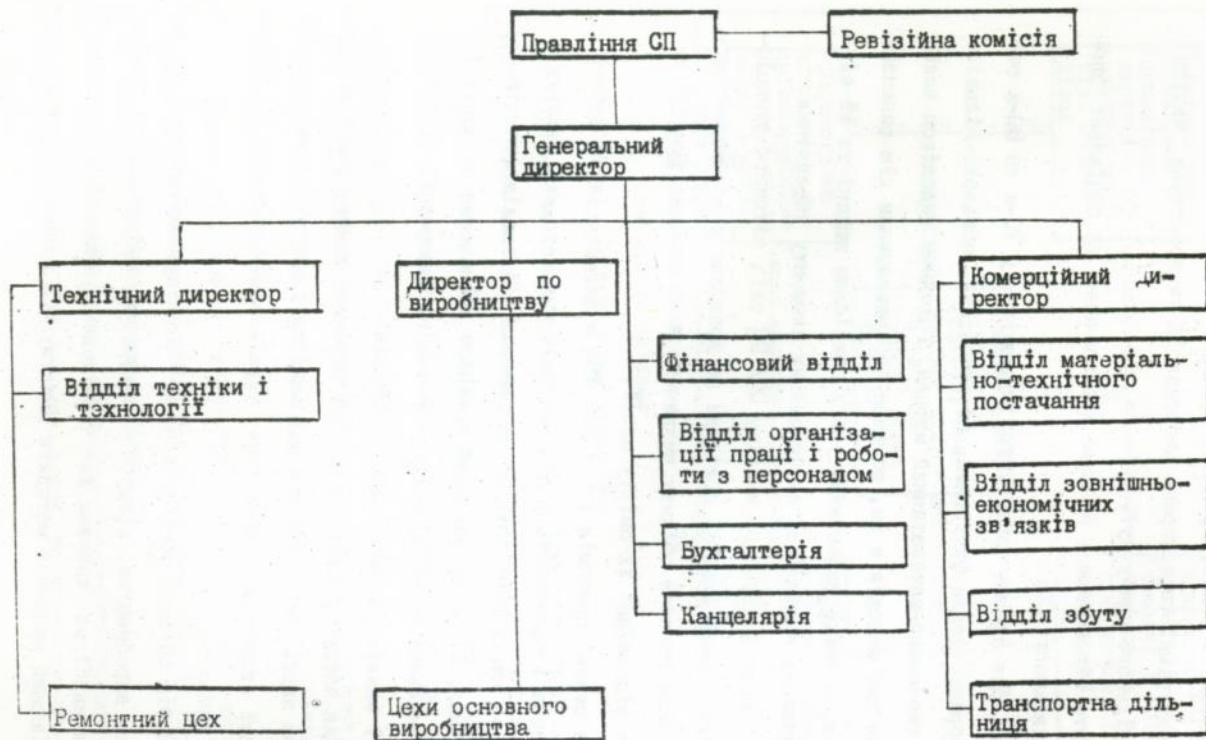 Правління СП
Ревізійна комісія
Генеральний
директор
Технічний директор
Директор по
виробництву
Комерційний ди-
ректор
Фінансовий відділ
Відділ матеріаль-
но-технічного
постачання
Відділ техніки і
тэхнології
Відділ організа-
ції праці і робо-
ти з персоналом
Відділ зовнішньо-
економічних
зв'язків
Бухгалтерія
Канцелярія
Відділ збуту
Ремонтний цех
Цехи основного
виробництва
Транспортна діль-
ниця